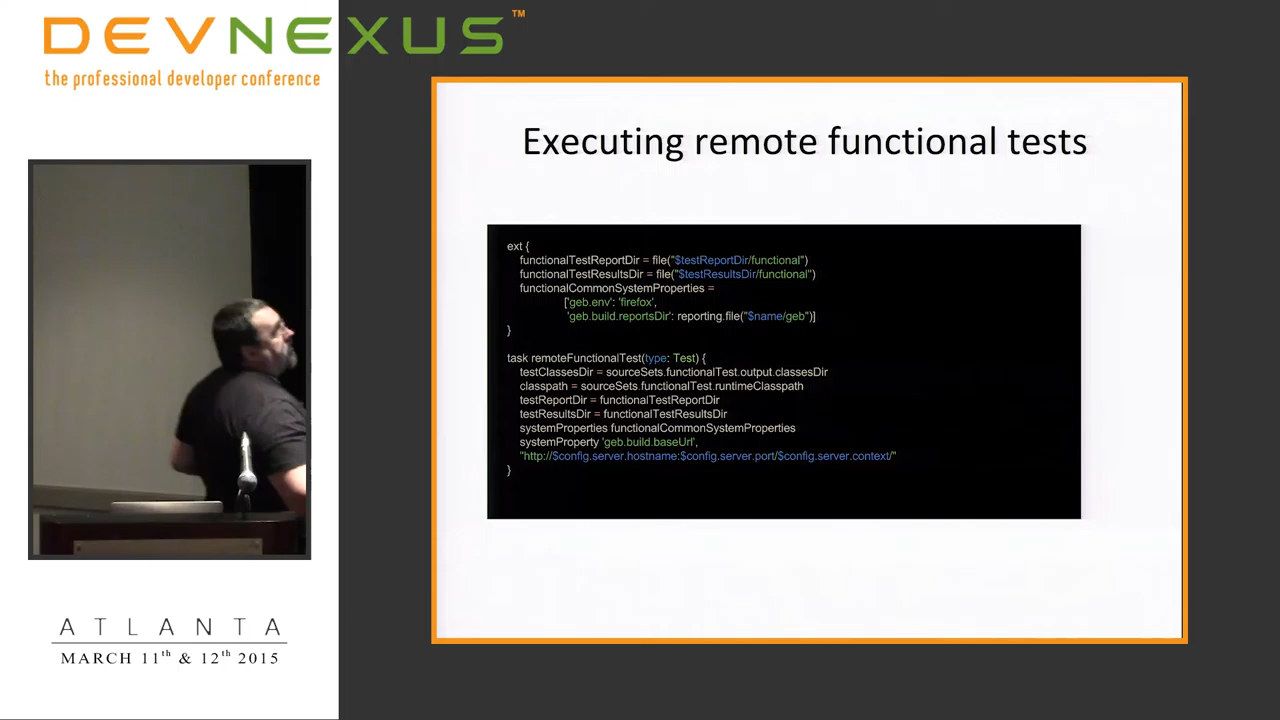 DEVNEXUS™
the professional developer conference
Executing remote functional tests
ext {
functionalTestReportDir = file("$testReportDir/functional")
functionalTestResultsDir = file("$testResultsDir/functional")
functionalCommonSystemProperties =
['geb.env': 'firefox',
'geb.build.reportsDir': reporting.file("$name/geb")]
}
task remoteFunctionalTest(type: Test) {
testClassesDir = sourceSets.functionalTest.output.classesDir
classpath = sourceSets.functionalTest.runtimeClasspath
testReportDir = functionalTestReportDir
testResultsDir = functionalTestResultsDir
systemProperties functionalCommonSystemProperties
systemProperty 'geb.build.baseUrl',
"http://$config.server.hostname:$config.server.port/$config.server.context/"
}
ATLANTA
MARCH 11th & 12th 2015